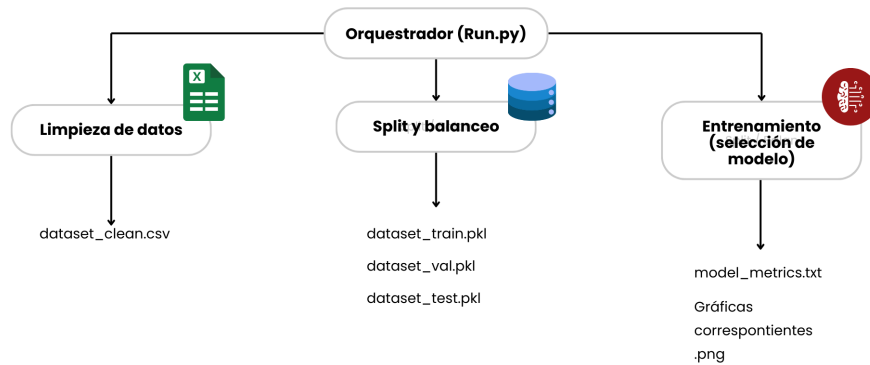 Orquestrador (Run.py)
Limpieza de datos
Split y balanceo
Entrenamiento
(selección de
modelo)
dataset_clean.csv
dataset_train.pkl
dataset_val.pkl
dataset_test.pkl
model_metrics.txt
Gráficas
correspontientes
.png
X